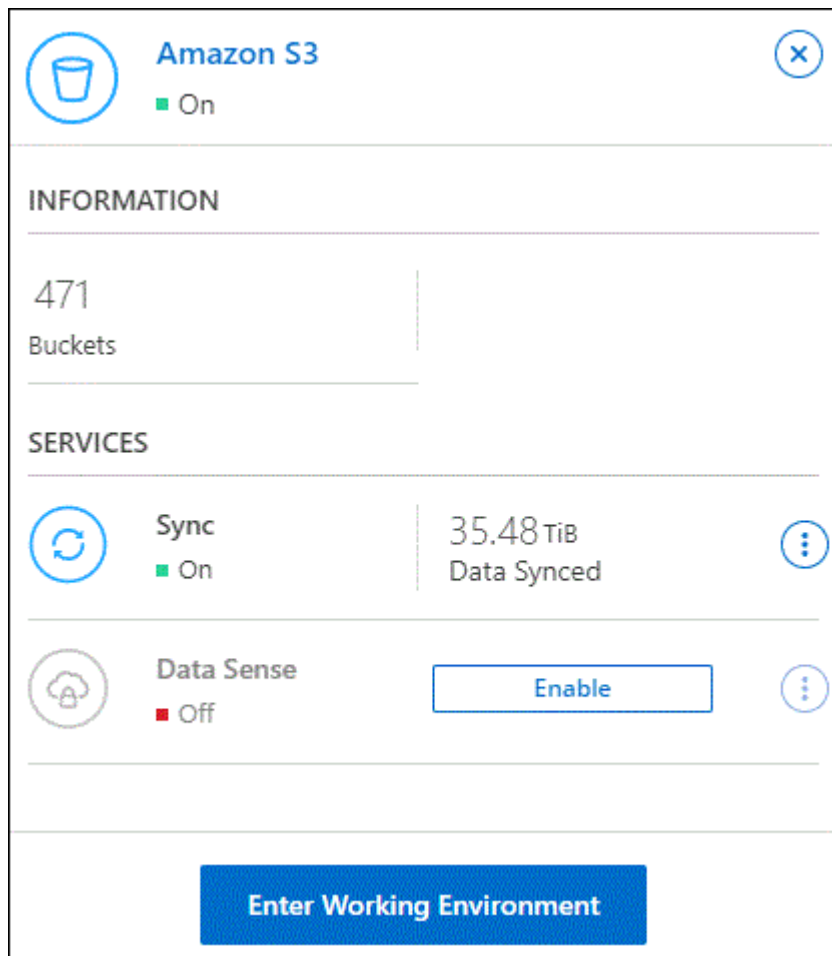 Amazon S3
On
INFORMATION
471
Buckets
SERVICES
Sync
On
35.48 TiB
Data Synced
Data Sense
Off
Enable
Enter Working Environment